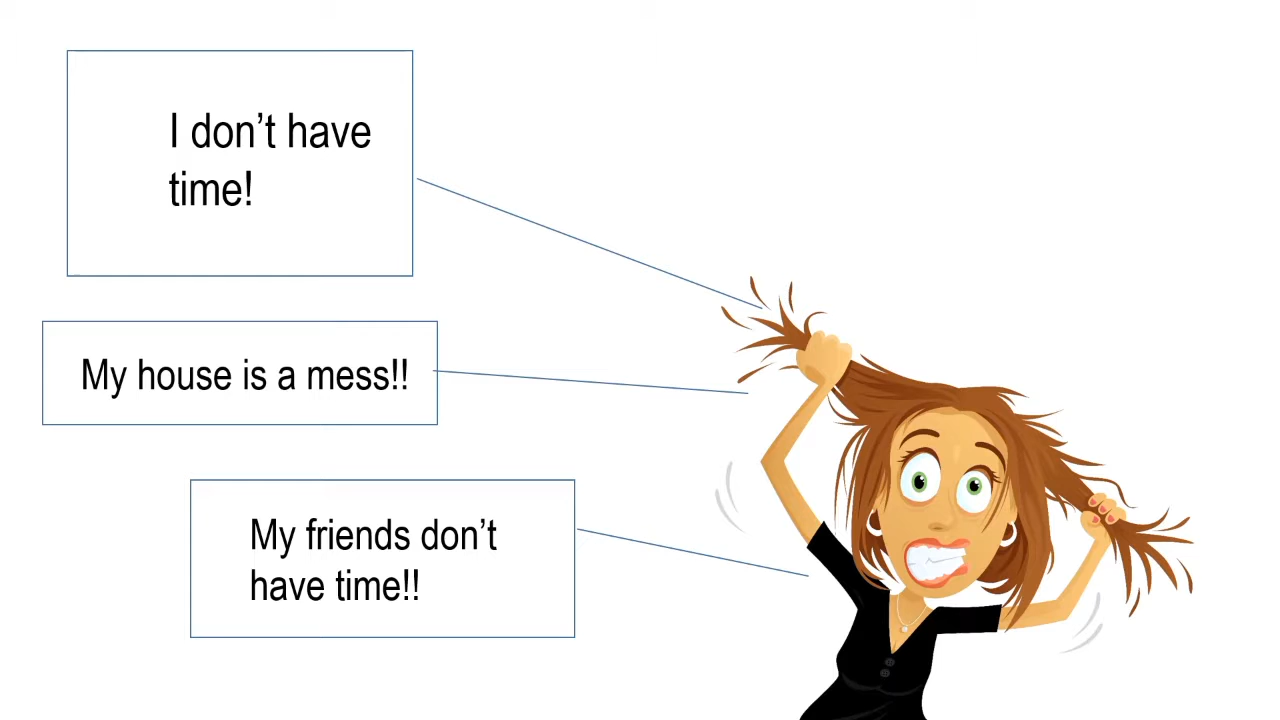 I don’t have
time!
My house is a mess!!
My friends don’t
have time!!